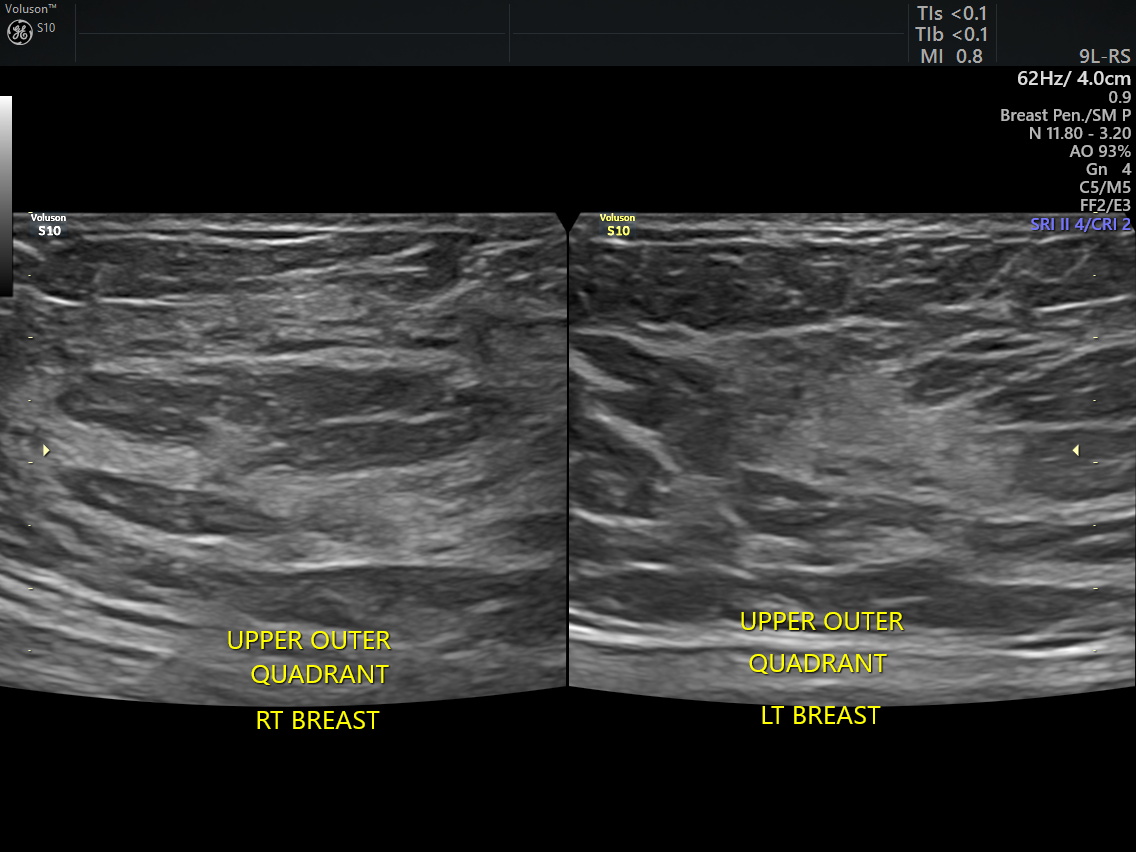 Voluson™
S10
TIs <0.1
TIb <0.1
MI 0.8
9L-RS
62Hz/ 4.0cm
0.9
Breast Pen./SM P
N 11.80 - 3.20
AO 93%
Gn 4
C5/M5
FF2/E3
SRI II 4/CRI 2
Voluson
S10
Voluson
S10
UPPER OUTER
QUADRANT
RT BREAST
UPPER OUTER
QUADRANT
LT BREAST